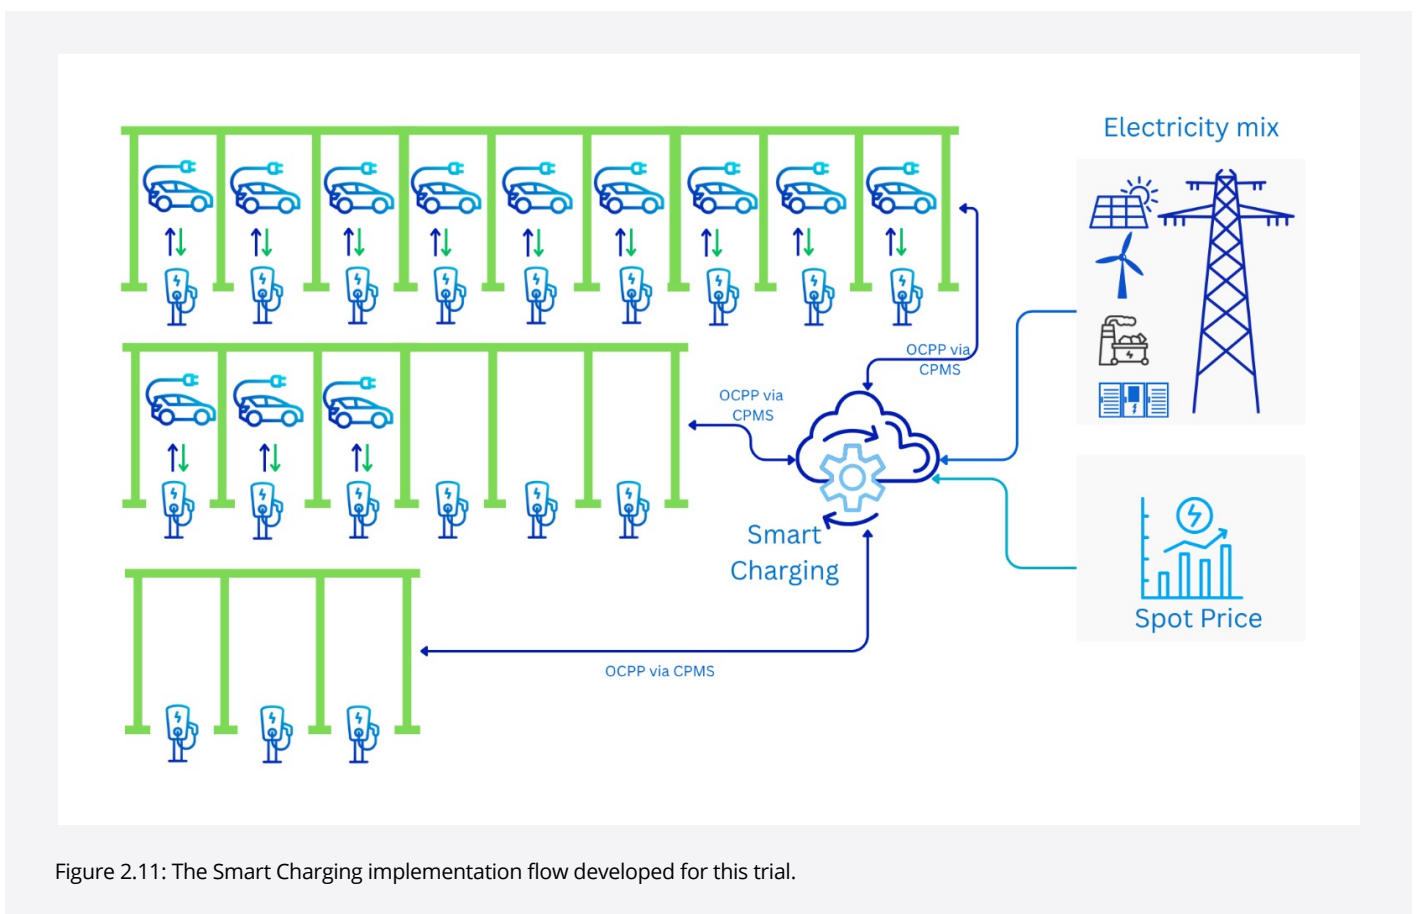 Electricity mix
OCPP via
CPMS
OCPP via
CPMS
Smart
Charging
Spot Price
OCPP via CPMS
Figure 2.11: The Smart Charging implementation flow developed for this trial.